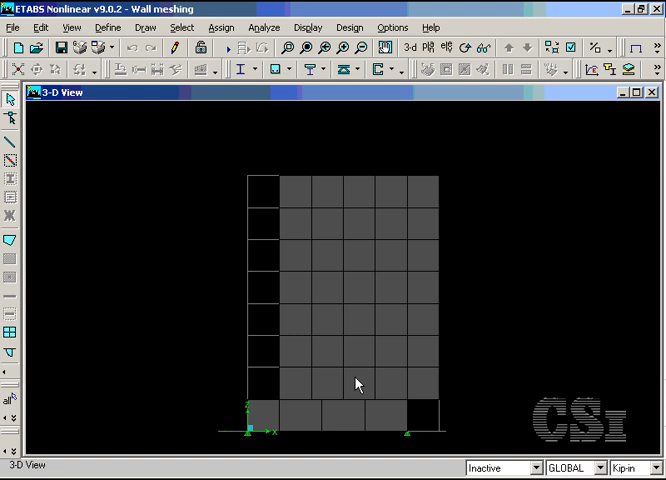 ETABS Nonlinear v9.0.2 - Wall meshing
File Edit View Define Draw Select Assign Analyze Display Design Options Help
3-d
3-D View
Z
X
CSI
all
3-D View
Inactive GLOBAL Kip-in